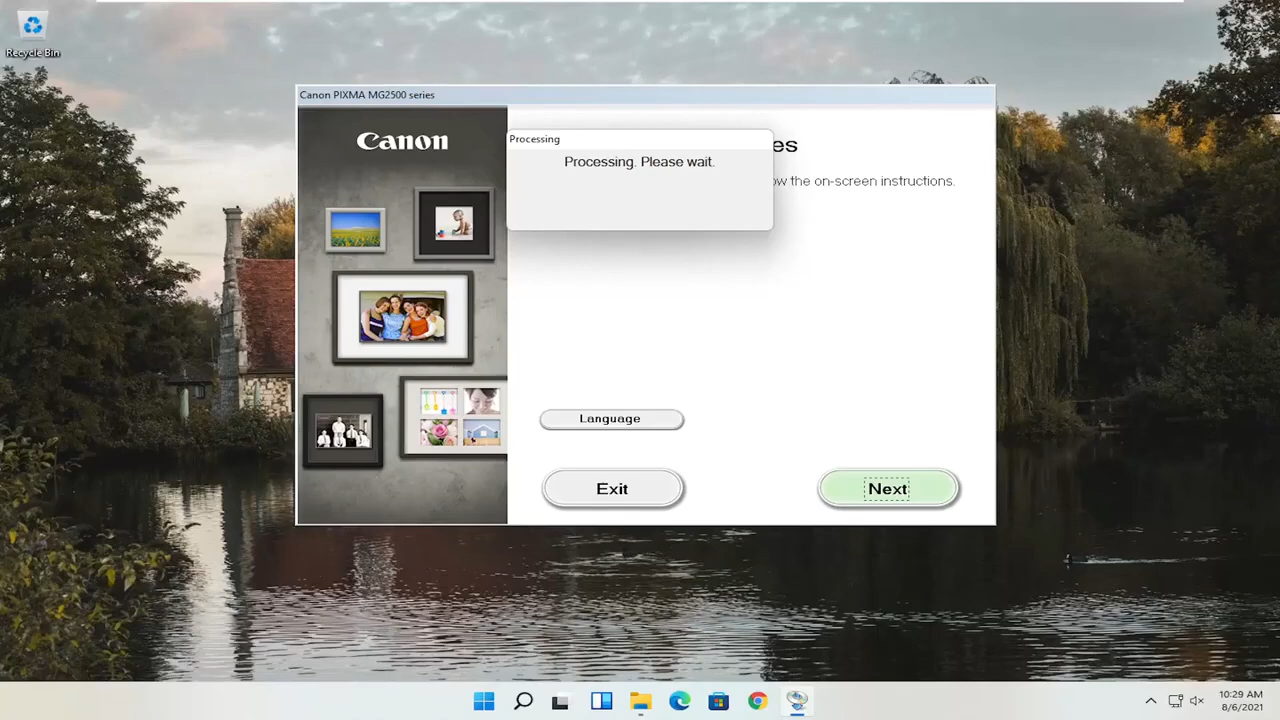 Recycle Bin
Canon PIXMA MG2500 series
Canon
Processing
Processing. Please wait.
es
ow the on-screen instructions.
Language
Exit
Next
10:29 AM
8/6/2021